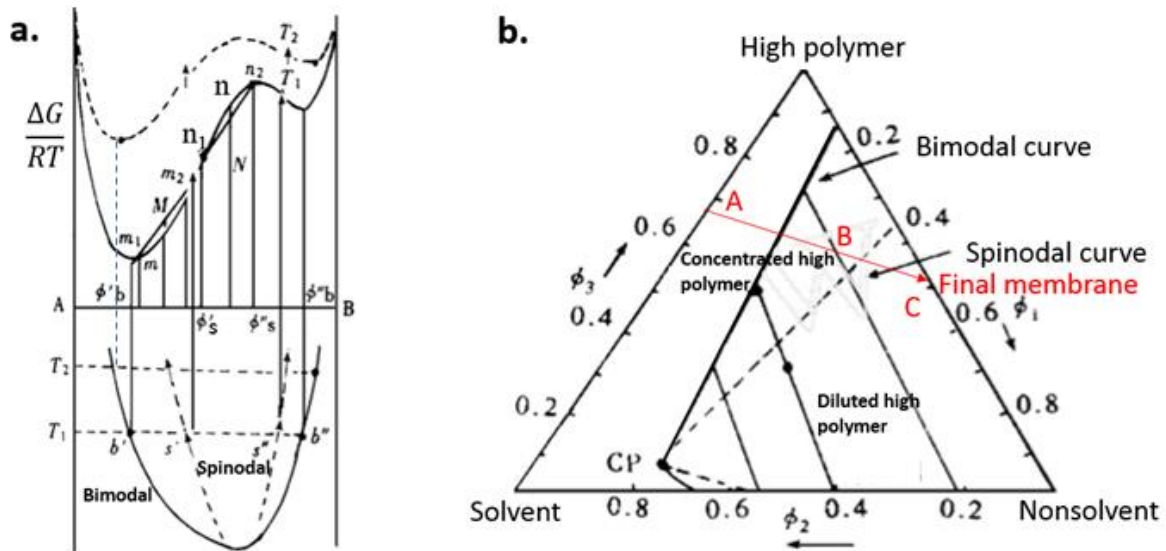 a.
T₂
n₂
n
T₁
ΔG
RT
n₁
N
m₂
M
m₁
m
A
ϕ'b
ϕ"b
B
ϕ's
ϕ"s
T₂
T₁
b'
s'
s"
b"
Spinodal
Bimodal
b.
High polymer
0.2
0.8
Bimodal curve
A
0.4
0.6
B
Spinodal curve
Concentrated high
polymer
ϕ₃
Final membrane
C
0.6
ϕ₁
0.4
Diluted high
polymer
0.2
0.8
CP
Solvent
0.8
0.6
ϕ₂
0.4
0.2
Nonsolvent